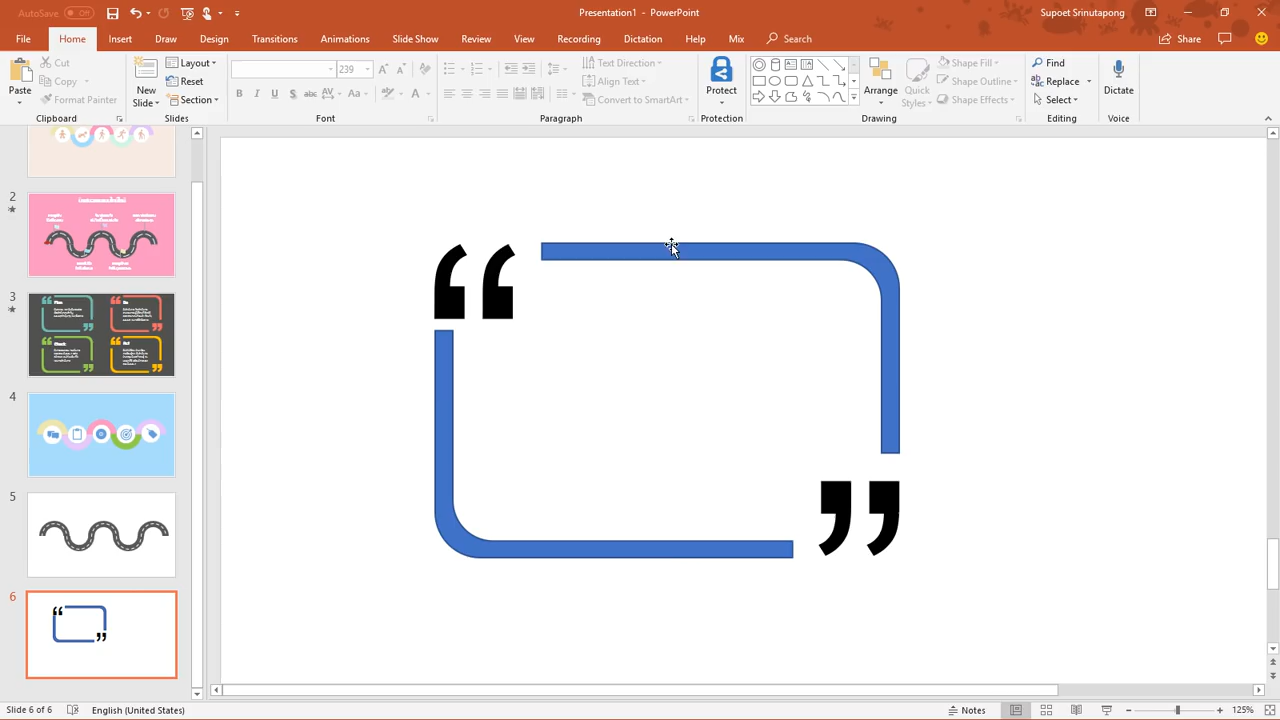 AutoSave Off
Presentation1 - PowerPoint
Supoet Srinutapong
File Home Insert Draw Design Transitions Animations Slide Show Review View Recording Dictation Help Mix Search
Share
Paste
Cut
Copy
Format Painter
Clipboard
New Slide
Layout
Reset
Section
Slides
239
Font
Text Direction
Align Text
Convert to SmartArt
Paragraph
Protect
Protection
Arrange
Quick Styles
Shape Fill
Shape Outline
Shape Effects
Drawing
Find
Replace
Select
Editing
Dictate
Voice
2
3
Plan
Do
Check
Act
4
5
6
“
”
Slide 6 of 6
English (United States)
Notes
125%